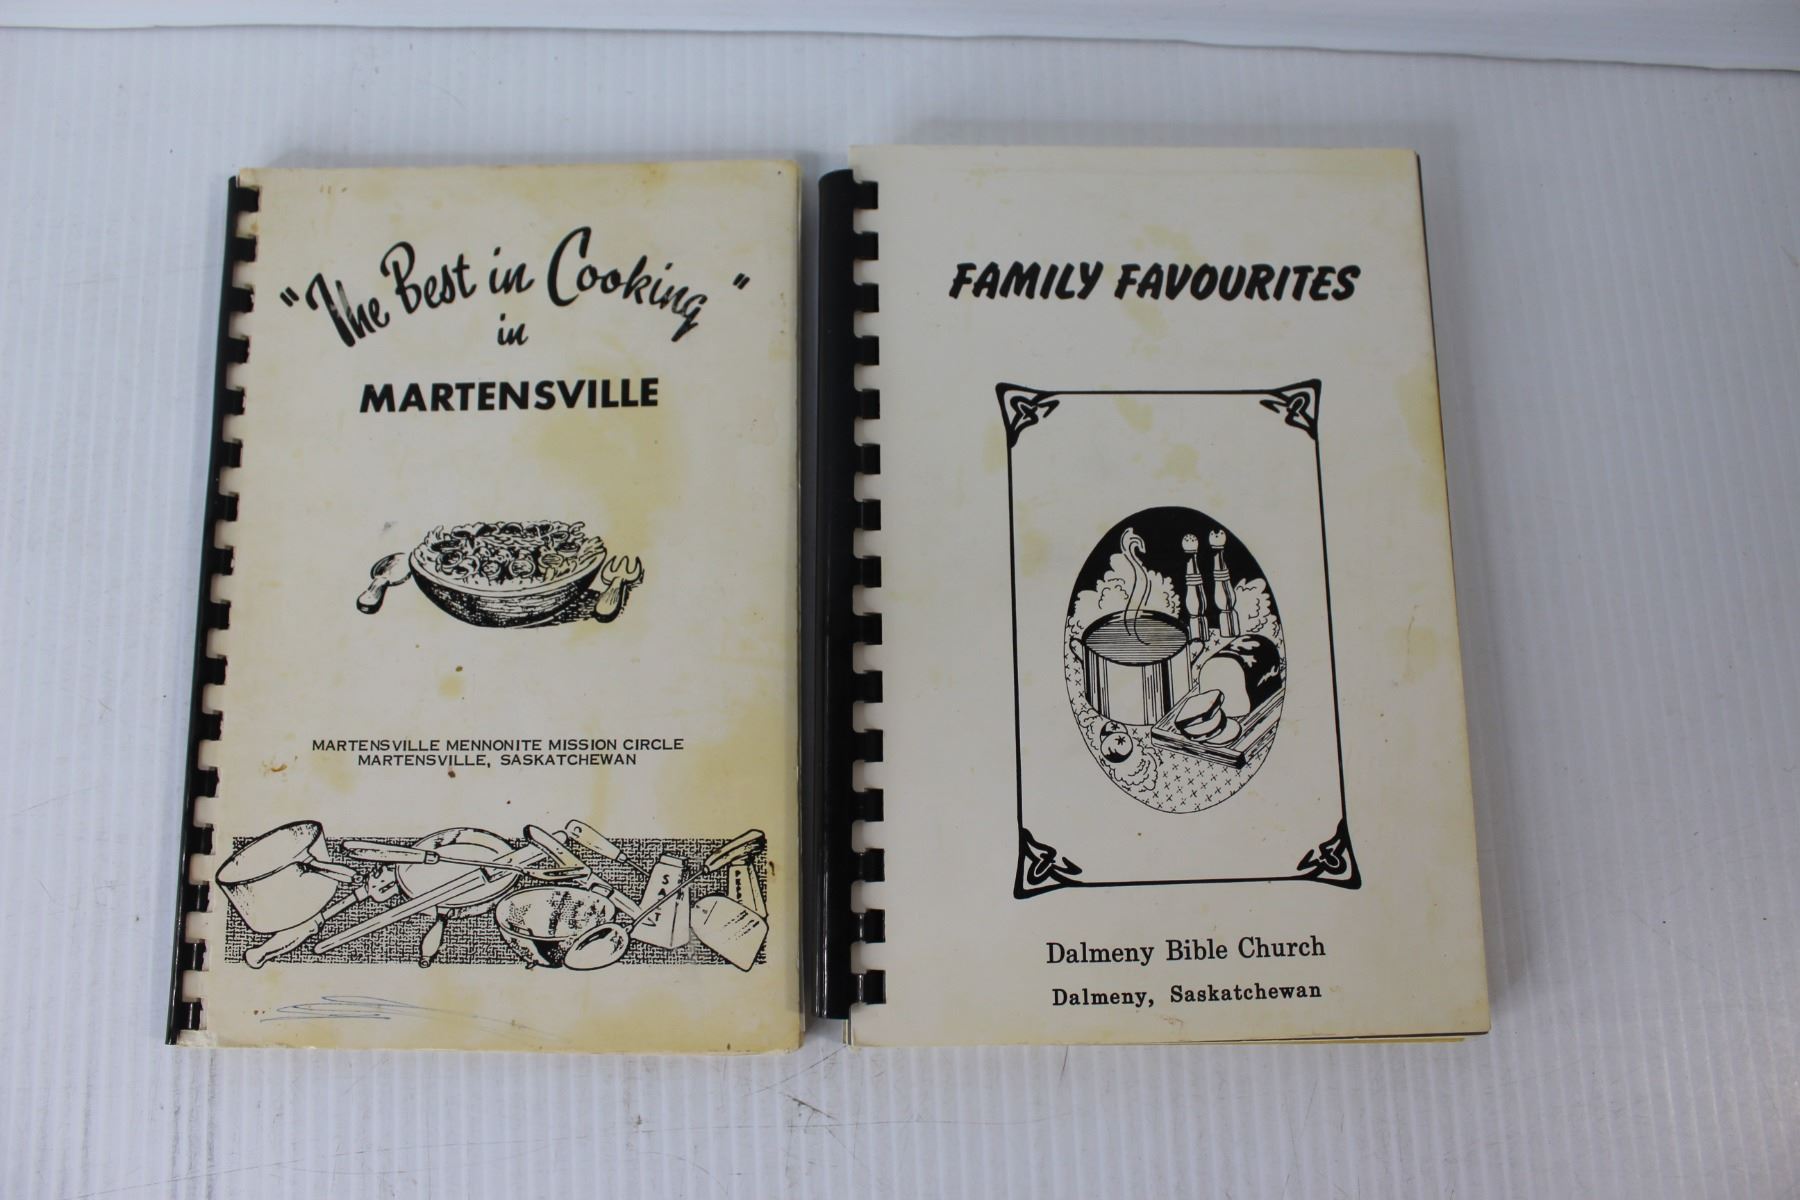 "The Best in Cooking"
in
MARTENSVILLE
MARTENSVILLE MENNONITE MISSION CIRCLE
MARTENSVILLE, SASKATCHEWAN
SALT
FAMILY FAVOURITES
Dalmeny Bible Church
Dalmeny, Saskatchewan